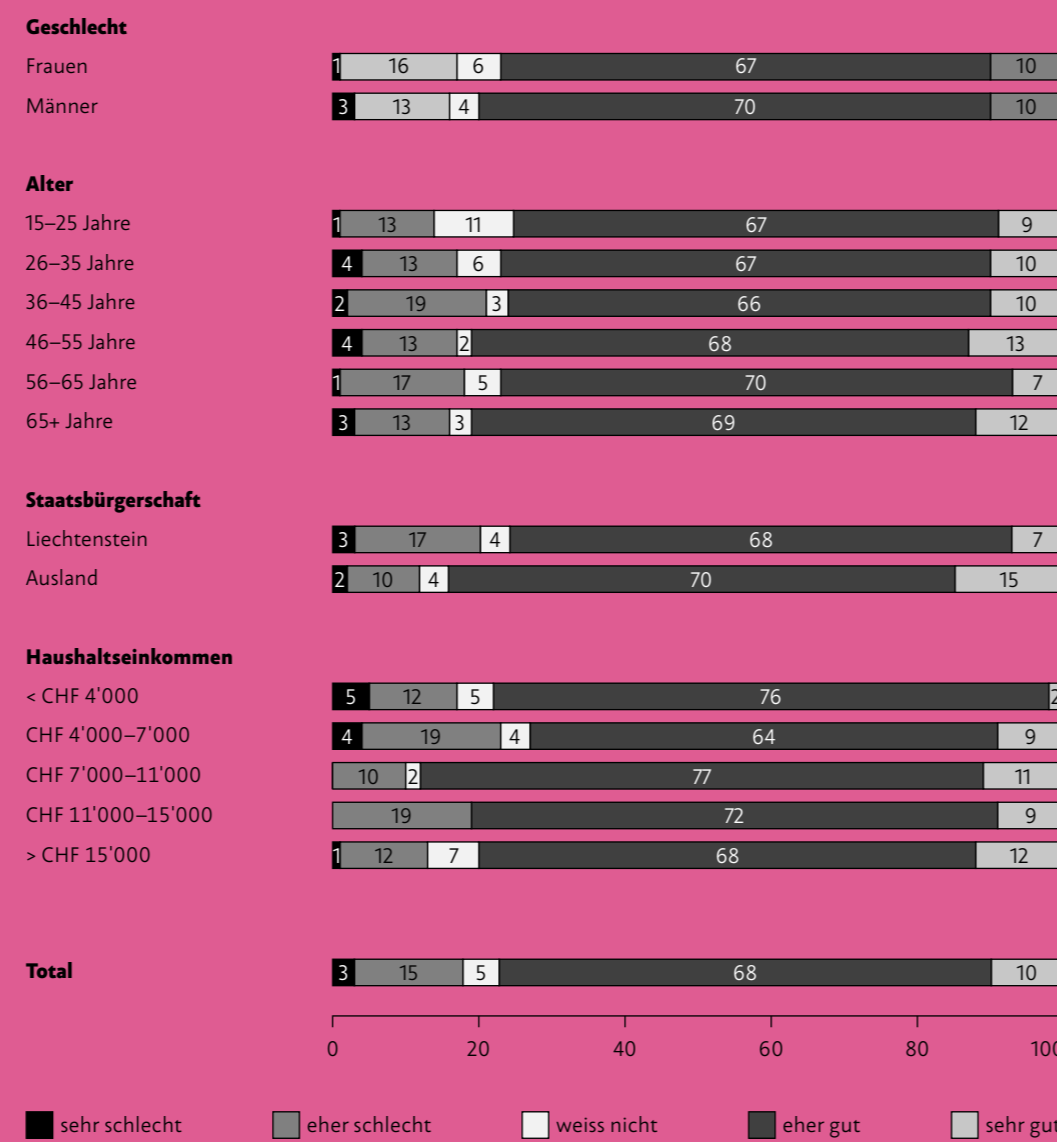 Geschlecht
Frauen 1 16 6 67 10
Männer 3 13 4 70 10
Alter
15–25 Jahre 1 13 11 67 9
26–35 Jahre 4 13 6 67 10
36–45 Jahre 2 19 3 66 10
46–55 Jahre 4 13 2 68 13
56–65 Jahre 1 17 5 70 7
65+ Jahre 3 13 3 69 12
Staatsbürgerschaft
Liechtenstein 3 17 4 68 7
Ausland 2 10 4 70 15
Haushaltseinkommen
< CHF 4'000 5 12 5 76 2
CHF 4'000–7'000 4 19 4 64 9
CHF 7'000–11'000 10 2 77 11
CHF 11'000–15'000 19 72 9
> CHF 15'000 1 12 7 68 12
Total 3 15 5 68 10
0 20 40 60 80 100
sehr schlecht eher schlecht weiss nicht eher gut sehr gut